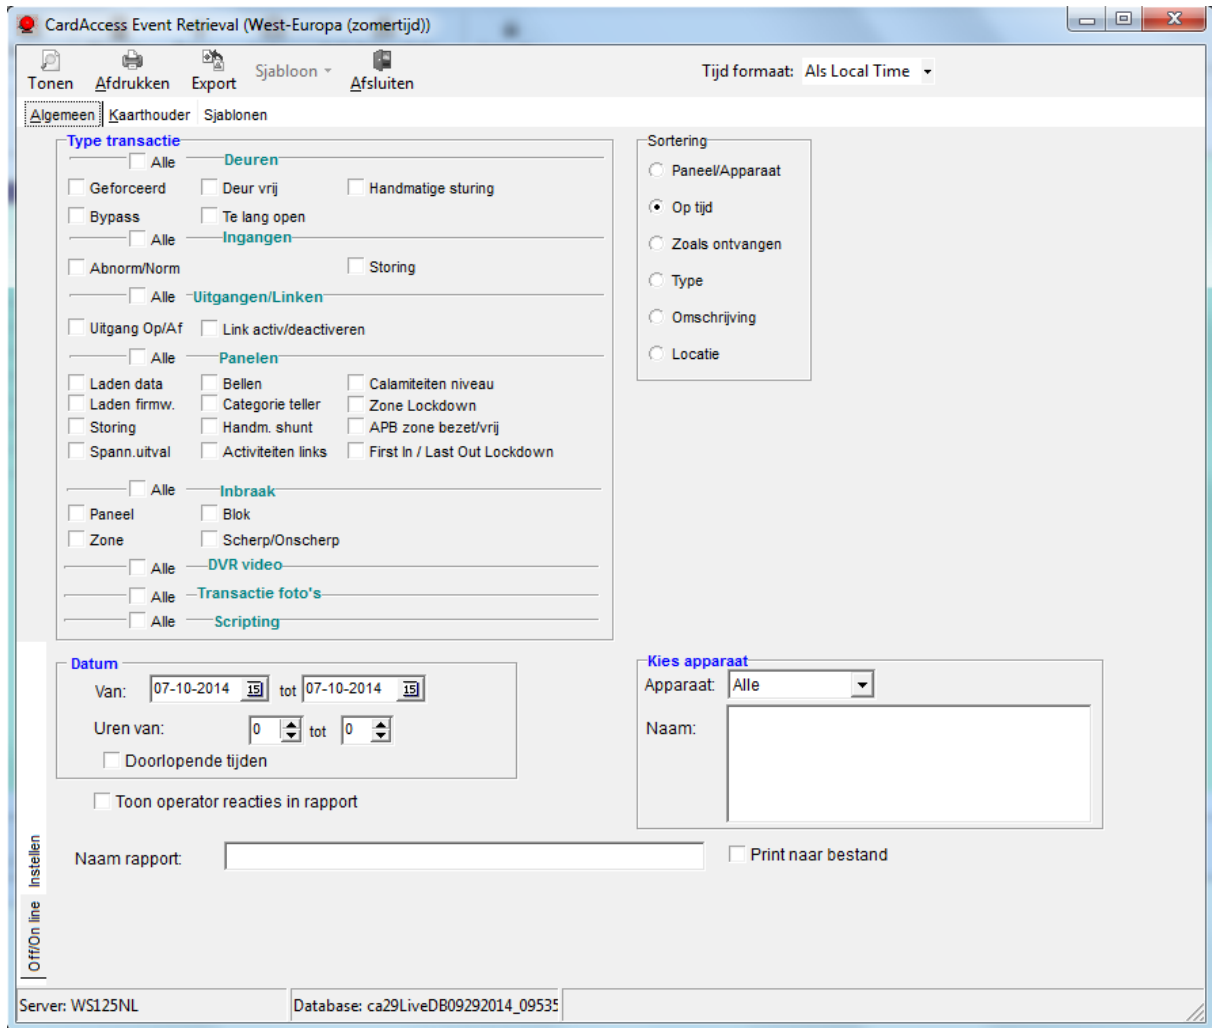 CardAccess Event Retrieval (West-Europa (zomertijd))
Tonen Afdrukken Export Sjabloon Afsluiten Tijd formaat: Als Local Time
Algemeen Kaarthouder Sjablonen
Type transactie
Alle Deuren
Geforceerd Deur vrij Handmatige sturing
Bypass Te lang open
Alle Ingangen
Abnorm/Norm Storing
Alle Uitgangen/Linken
Uitgang Op/Af Link activ/deactiveren
Alle Panelen
Laden data Bellen Calamiteiten niveau
Laden firmw. Categorie teller Zone Lockdown
Storing Handm. shunt APB zone bezet/vrij
Spann.uitval Activiteiten links First In / Last Out Lockdown
Alle Inbraak
Paneel Blok
Zone Scherp/Onscherp
Alle DVR video
Alle Transactie foto's
Alle Scripting
Sortering
Paneel/Apparaat
Op tijd
Zoals ontvangen
Type
Omschrijving
Locatie
Datum
Van: 07-10-2014 15 tot 07-10-2014 15
Uren van: 0 tot 0
Doorlopende tijden
Toon operator reacties in rapport
Kies apparaat
Apparaat: Alle
Naam:
Naam rapport: Print naar bestand
Instellen
Off/On line
Server: WS125NL Database: ca29LiveDB09292014_09535